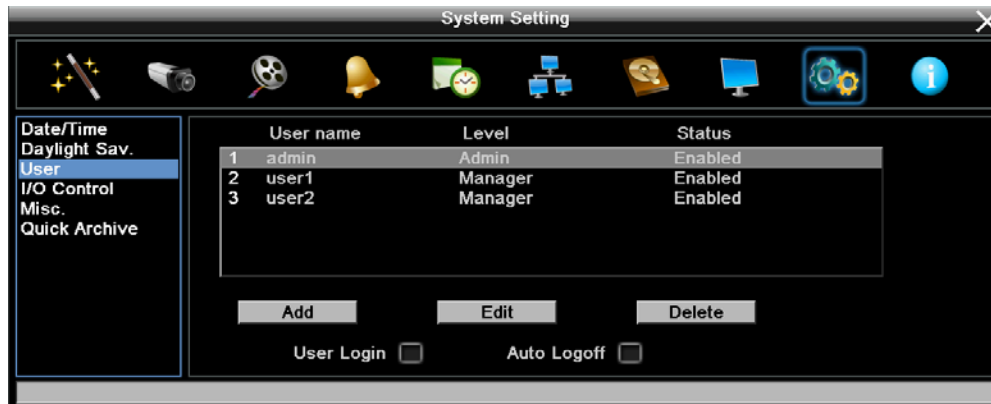 System Setting
Date/Time
Daylight Sav.
User
I/O Control
Misc.
Quick Archive
User name Level Status
1 admin Admin Enabled
2 user1 Manager Enabled
3 user2 Manager Enabled
Add Edit Delete
User Login Auto Logoff